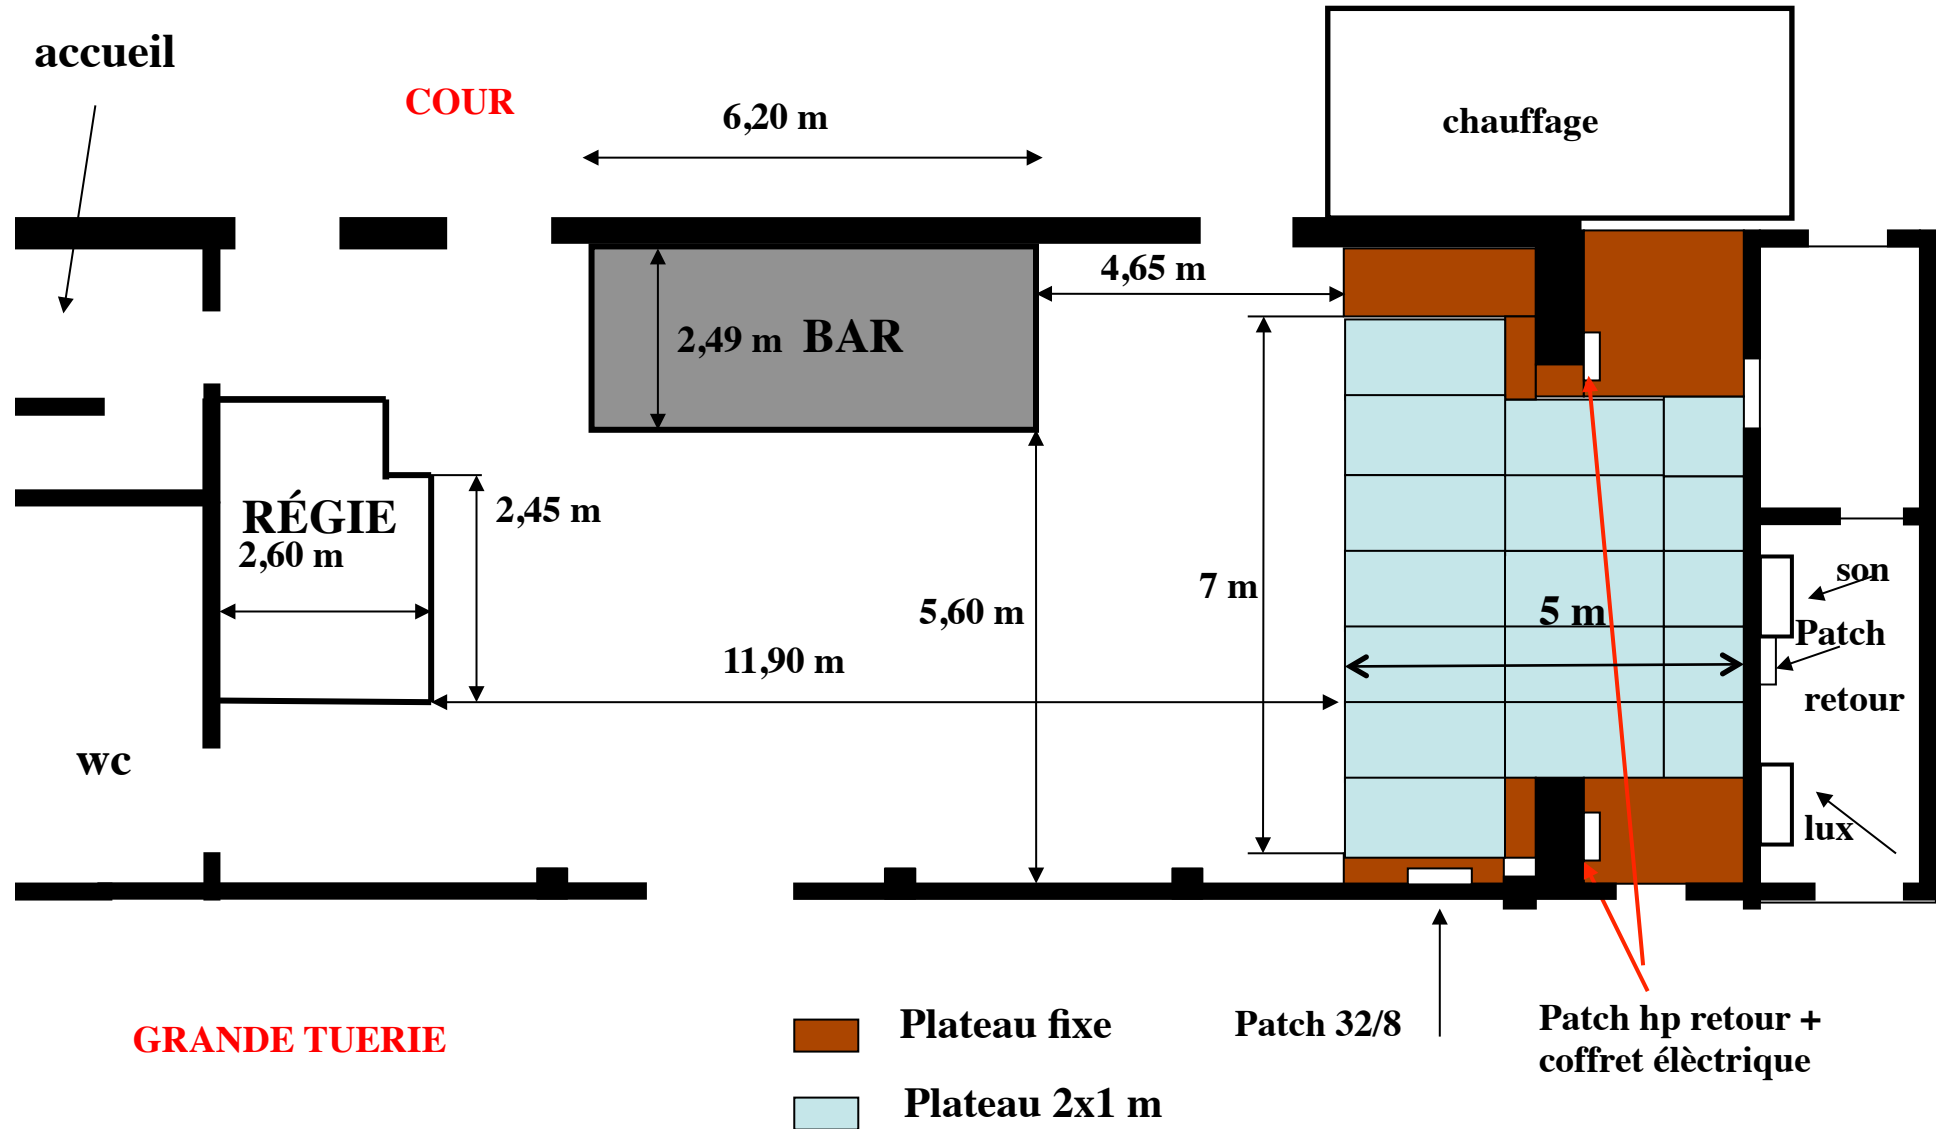 accueil
COUR
6,20 m
chauffage
4,65 m
2,49 m BAR
RÉGIE
2,60 m
2,45 m
5,60 m
7 m
5 m
son
Patch
retour
11,90 m
wc
lux
GRANDE TUERIE
Plateau fixe
Patch 32/8
Patch hp retour +
coffret élèctrique
Plateau 2x1 m